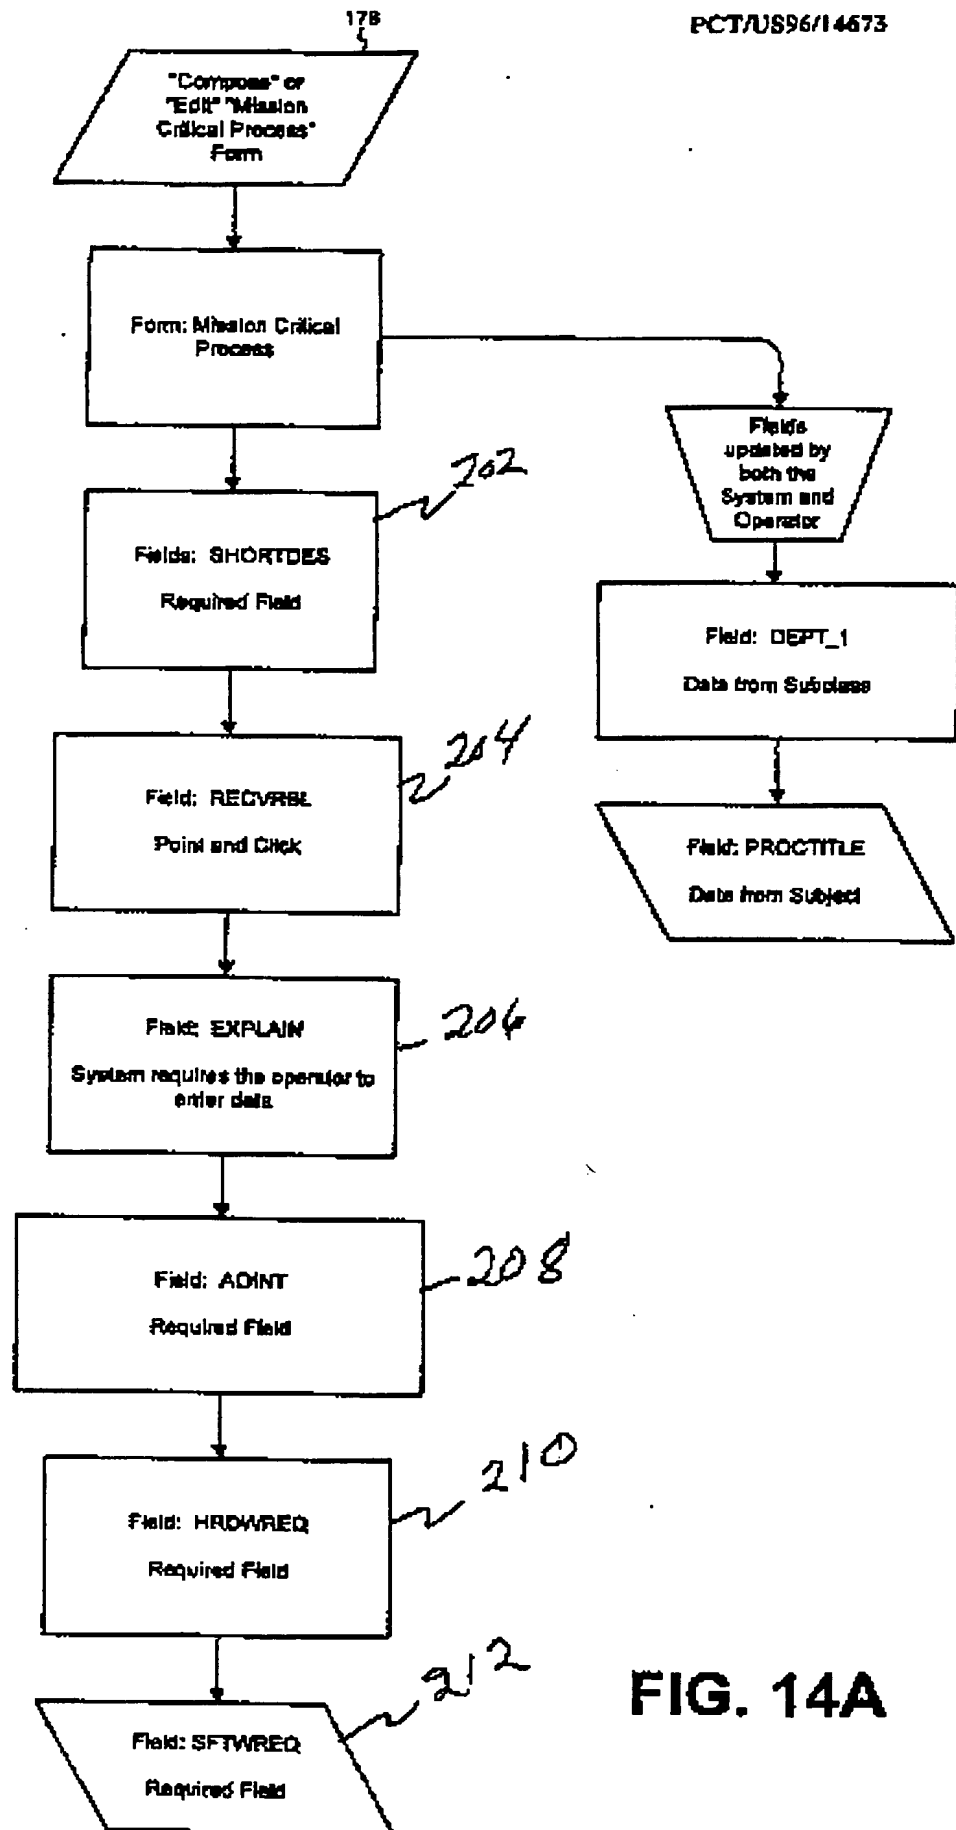 178
PCT/US96/14673
"Compose" or
"Edit" "Mission
Critical Process"
Form
Form: Mission Critical
Process
Fields
updated by
both the
System and
Operator
202
Fields: SHORTDES
Required Field
Field: DEPT_1
Data from Subclass
204
Field: RECVRBL
Point and Click
Field: PROCTITLE
Data from Subject
206
Field: EXPLAIN
System requires the operator to
enter data
208
Field: ADINT
Required Field
210
Field: HRDWREQ
Required Field
212
Field: SFTWREQ
Required Field
FIG. 14A